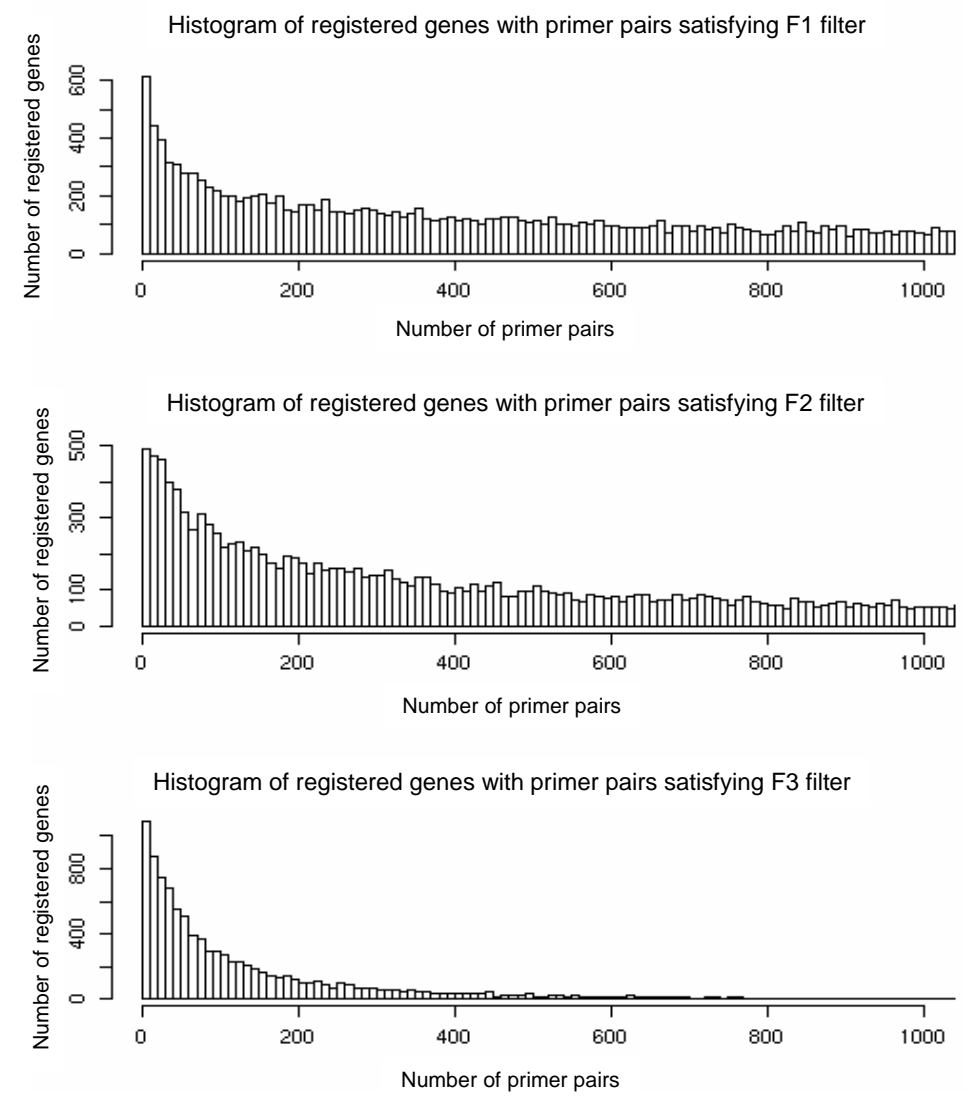 Histogram of registered genes with primer pairs satisfying F1 filter
Number of registered genes
600
400
200
0
0 200 400 600 800 1000
Number of primer pairs
Histogram of registered genes with primer pairs satisfying F2 filter
Number of registered genes
500
300
100
0
0 200 400 600 800 1000
Number of primer pairs
Histogram of registered genes with primer pairs satisfying F3 filter
Number of registered genes
800
400
0
0 200 400 600 800 1000
Number of primer pairs